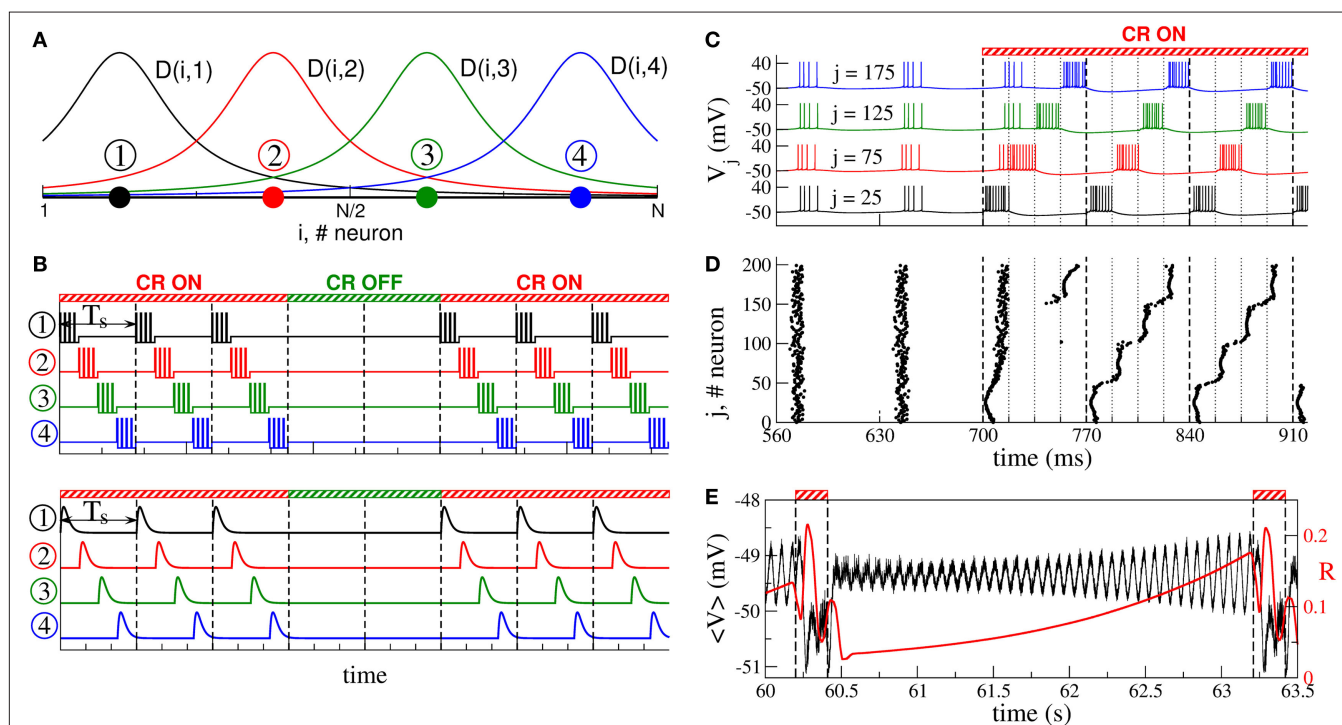 A
D(i,1)
D(i,2)
D(i,3)
D(i,4)
1
2
3
4
1
N/2
N
i, # neuron
B
CR ON
CR OFF
CR ON
1
T_s
2
3
4
1
T_s
2
3
4
time
C
CR ON
V_j (mV)
40
-50
j = 175
40
-50
j = 125
40
-50
j = 75
40
-50
j = 25
D
j, # neuron
200
150
100
50
0
560
630
700
770
840
910
time (ms)
E
<V> (mV)
-48
-49
-50
-51
0.2
0.1
0
R
60
60.5
61
61.5
62
62.5
63
63.5
time (s)